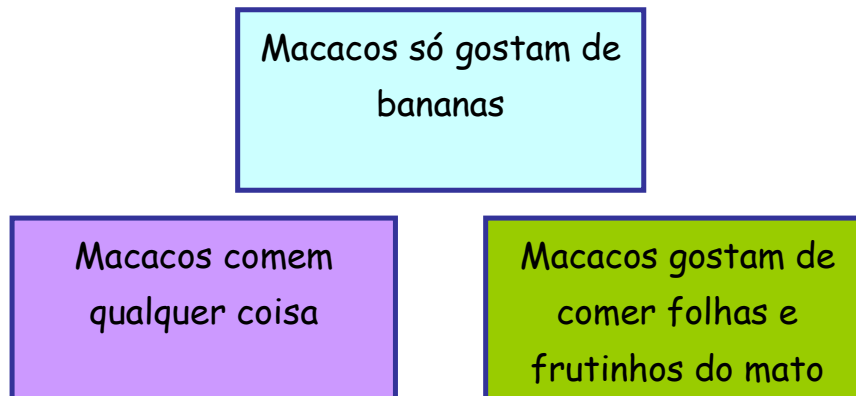 Macacos só gostam de
bananas
Macacos comem
qualquer coisa
Macacos gostam de
comer folhas e
frutinhos do mato